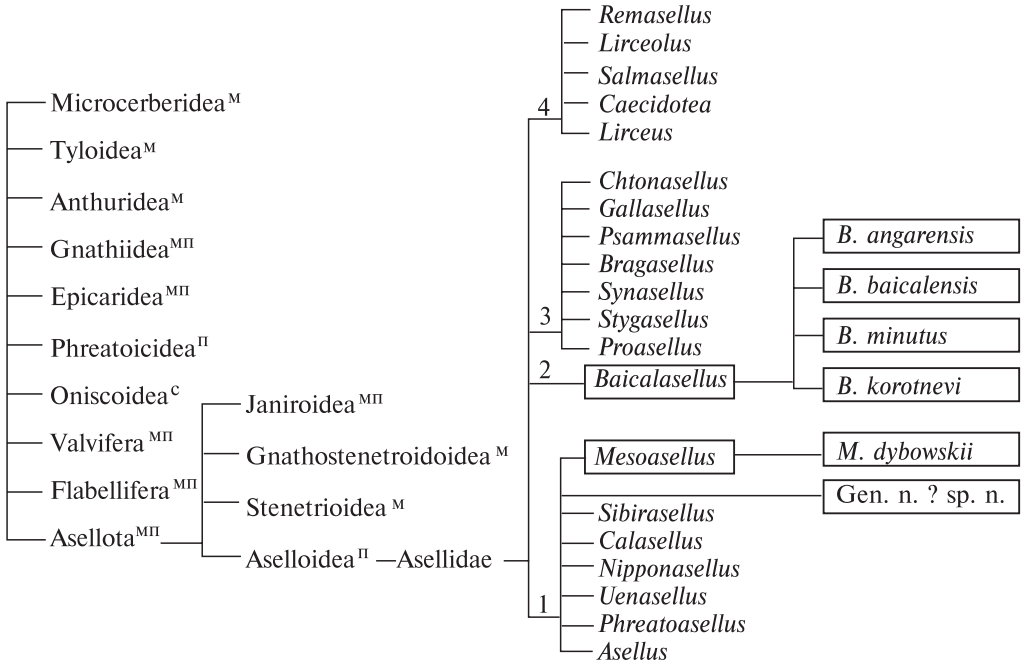 Microcerberidea м
Tyloidea м
Anthuridea м
Gnathiidea мп
Epicaridea мп
Phreatoicidea п
Oniscoidea с
Valvifera мп
Flabellifera мп
Asellota мп
Janiroidea мп
Gnathostenetroidoidea м
Stenetrioidea м
Aselloidea п
Asellidae
4
Remasellus
Lirceolus
Salmasellus
Caecidotea
Lirceus
3
Chtonasellus
Gallasellus
Psammasellus
Bragasellus
Synasellus
Stygasellus
Proasellus
2
Baicalasellus
B. angarensis
B. baicalensis
B. minutus
B. korotnevi
1
Mesoasellus
M. dybowskii
Gen. n. ? sp. n.
Sibirasellus
Calasellus
Nipponasellus
Uenasellus
Phreatoasellus
Asellus